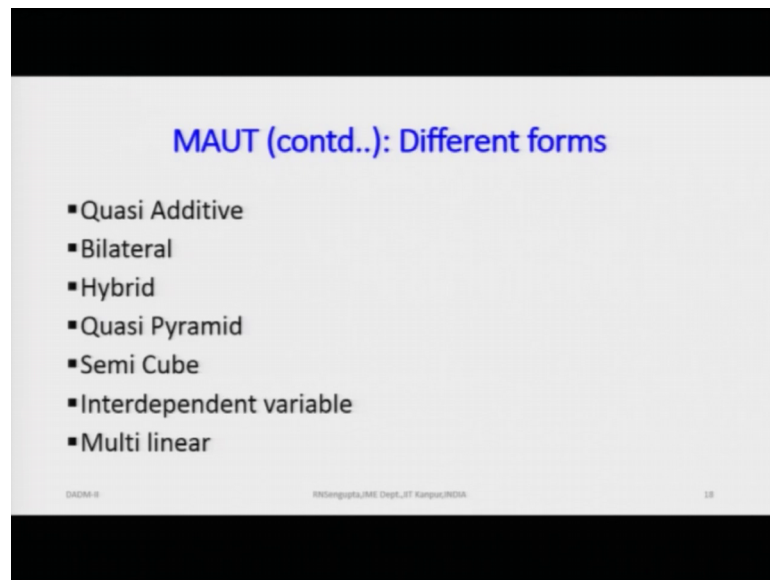 MAUT (contd..): Different forms
▪Quasi Additive
▪Bilateral
▪Hybrid
▪Quasi Pyramid
▪Semi Cube
▪Interdependent variable
▪Multi linear
DADM-II RNSengupta,IME Dept.,IIT Kanpur,INDIA 18